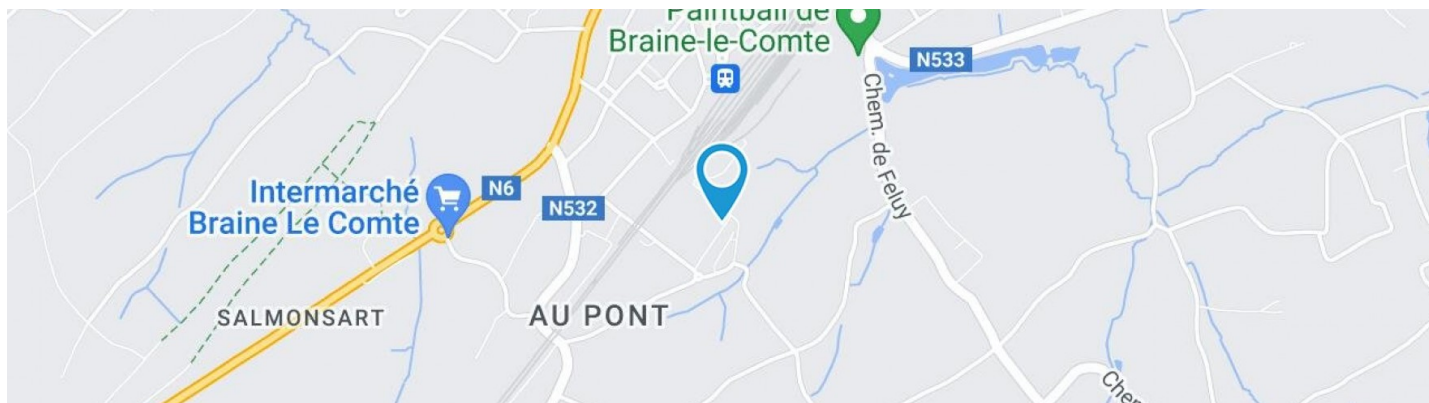 Paintball de
Braine-le-Comte
N533
Chem. de Feluy
Intermarché
Braine Le Comte
N6
N532
SALMONSART
AU PONT